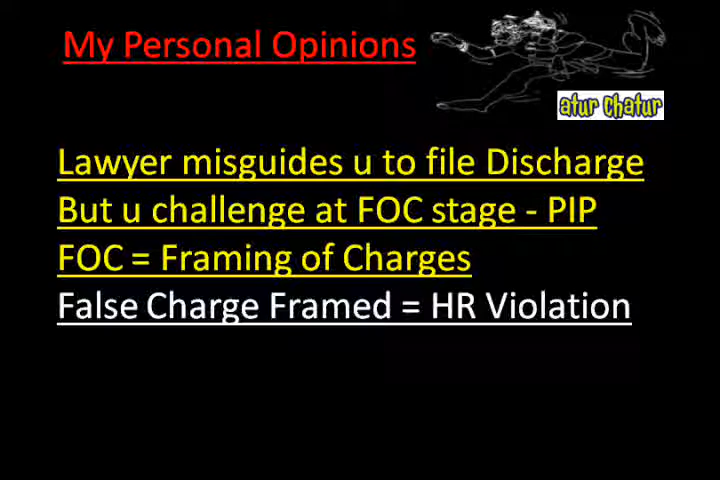 My Personal Opinions
atur chatur
Lawyer misguides u to file Discharge
But u challenge at FOC stage - PIP
FOC = Framing of Charges
False Charge Framed = HR Violation